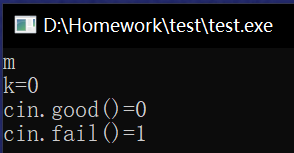 D:\Homework\test\test.exe
m
k=0
cin.good()=0
cin.fail()=1